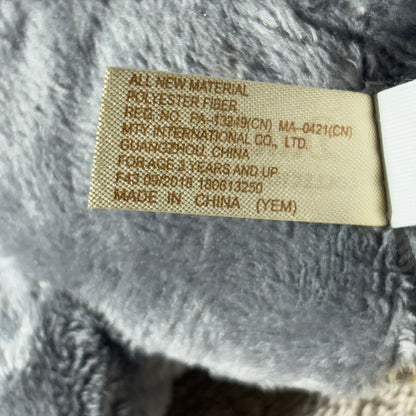 ALL NEW MATERIAL
POLYESTER FIBER
REG. NO. PA-13249(CN) MA-0421(CN)
MTY INTERNATIONAL CO., LTD.
GUANGZHOU, CHINA
FOR AGE 3 YEARS AND UP
F43 09/2018 180613250
MADE IN CHINA (YEM)